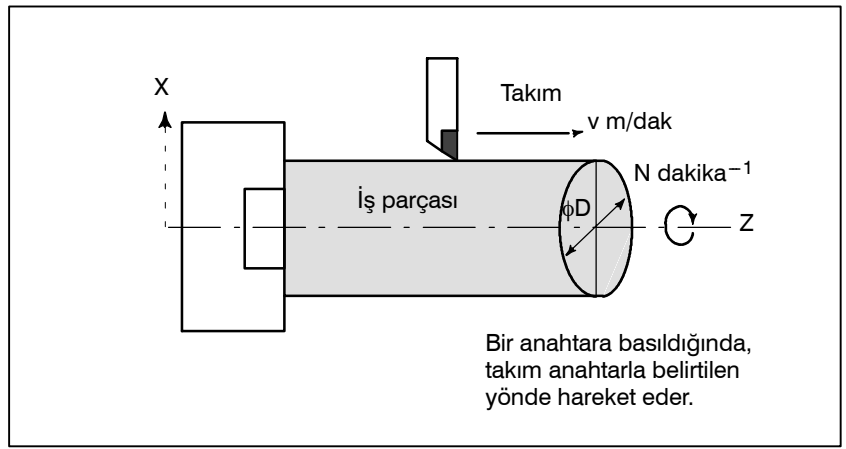 X
Takım
v m/dak
N dakika⁻¹
İş parçası
ϕD
Z
Bir anahtara basıldığında,
takım anahtarla belirtilen
yönde hareket eder.